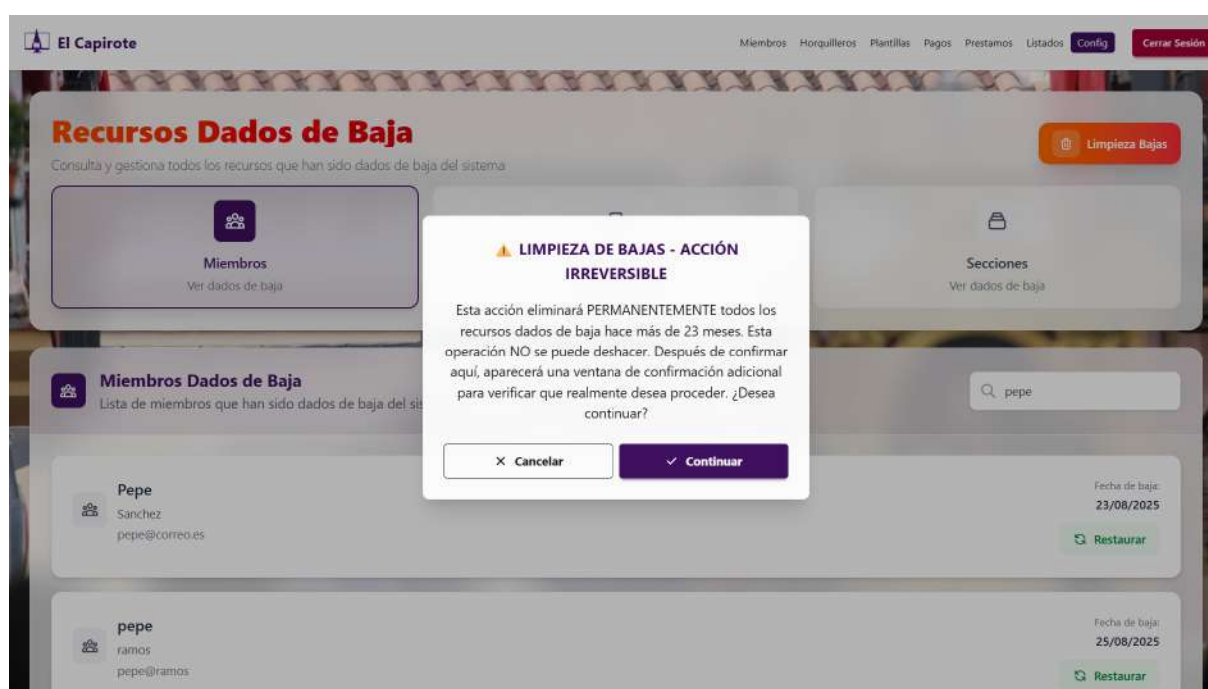 El Capirote
Miembros Horquilleros Plantillas Pagos Prestamos Listados Config Cerrar Sesión
Recursos Dados de Baja
Consulta y gestiona todos los recursos que han sido dados de baja del sistema
Limpieza Bajas
Miembros
Ver dados de baja
Secciones
Ver dados de baja
⚠ LIMPIEZA DE BAJAS - ACCIÓN
IRREVERSIBLE
Esta acción eliminará PERMANENTEMENTE todos los
recursos dados de baja hace más de 23 meses. Esta
operación NO se puede deshacer. Después de confirmar
aquí, aparecerá una ventana de confirmación adicional
para verificar que realmente desea proceder. ¿Desea
continuar?
Cancelar
Continuar
Miembros Dados de Baja
Lista de miembros que han sido dados de baja del
pepe
Pepe
Sanchez
pepe@correo.es
Fecha de baja:
23/08/2025
Restaurar
pepe
ramos
pepe@ramos
Fecha de baja:
25/08/2025
Restaurar